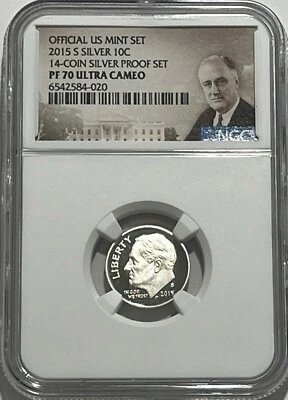 OFFICIAL US MINT SET
2015 S SILVER 10C
14-COIN SILVER PROOF SET
PF 70 ULTRA CAMEO
6542584-020
NGC
LIBERTY
IN GOD
WE TRUST
S
2015